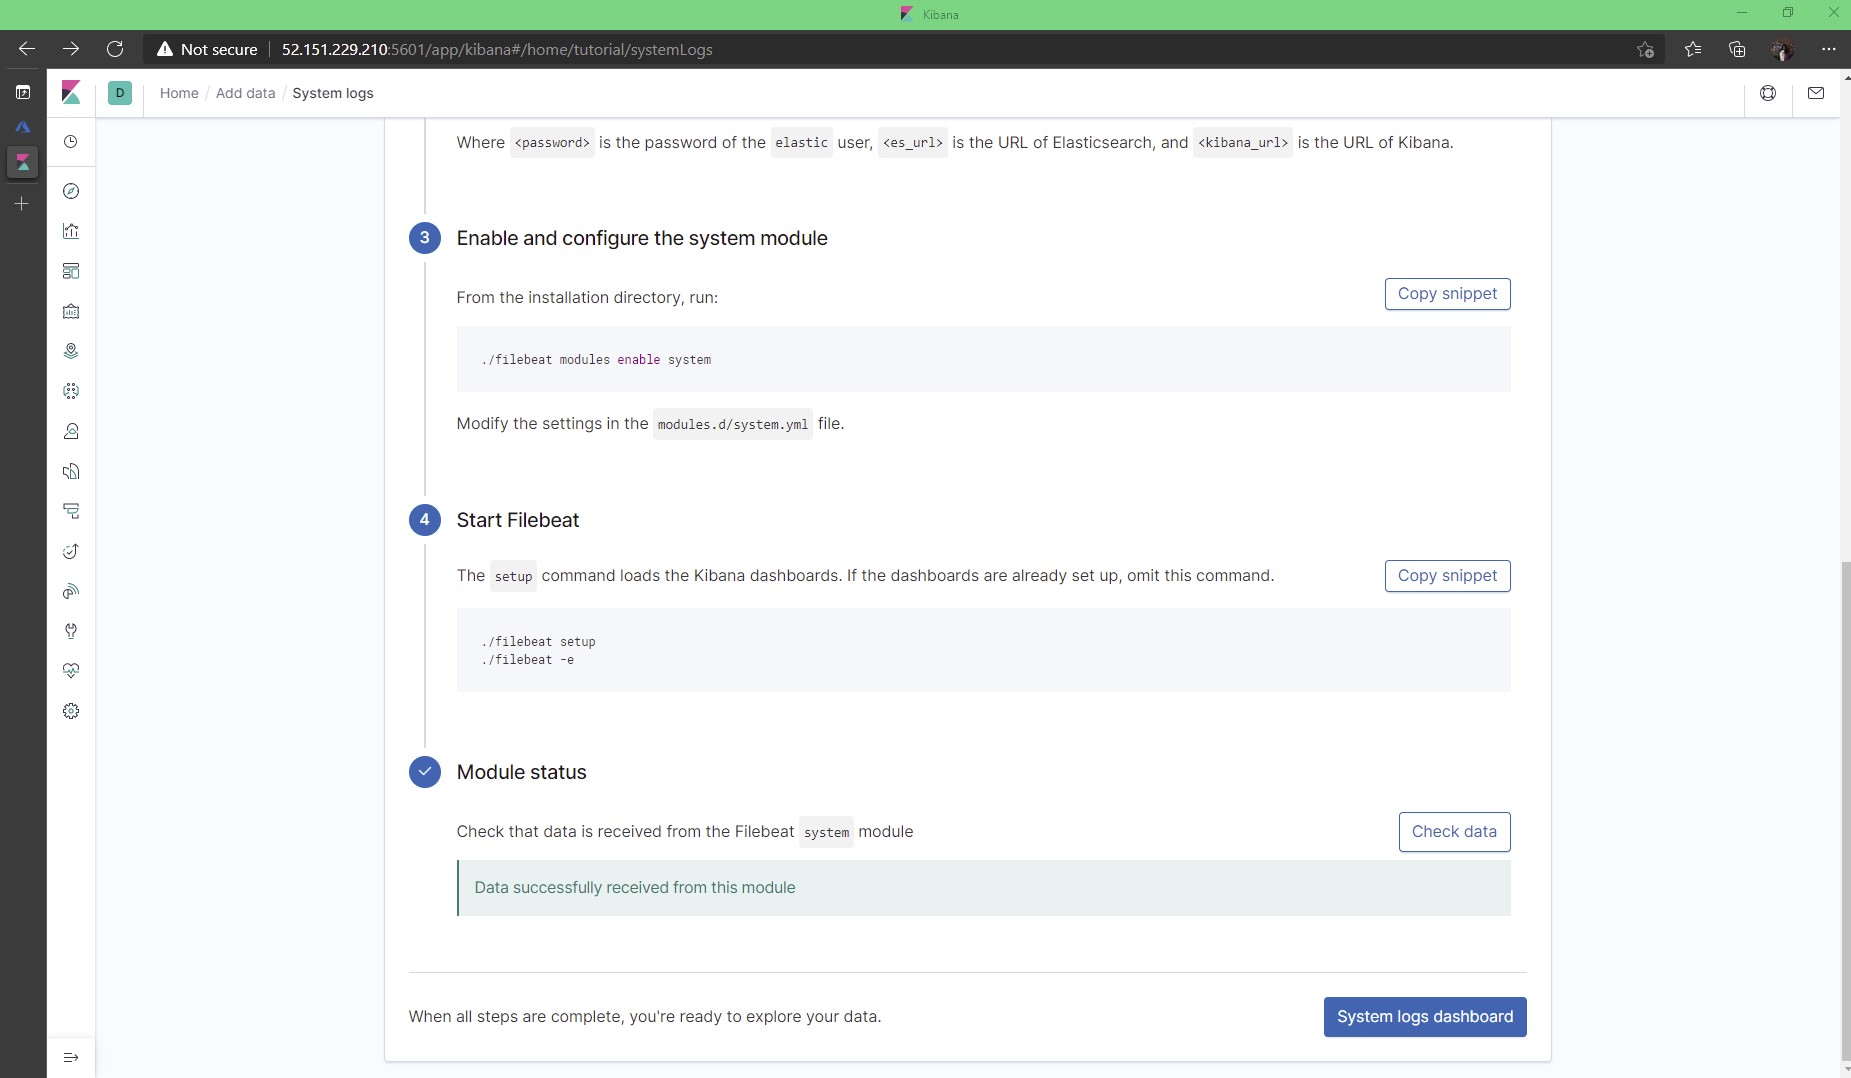 Kibana
Not secure
52.151.229.210:5601/app/kibana#/home/tutorial/systemLogs
D
Home / Add data / System logs
Where <password> is the password of the elastic user, <es_url> is the URL of Elasticsearch, and <kibana_url> is the URL of Kibana.
3 Enable and configure the system module
From the installation directory, run:
Copy snippet
./filebeat modules enable system
Modify the settings in the modules.d/system.yml file.
4 Start Filebeat
The setup command loads the Kibana dashboards. If the dashboards are already set up, omit this command.
Copy snippet
./filebeat setup
./filebeat -e
Module status
Check that data is received from the Filebeat system module
Check data
Data successfully received from this module
When all steps are complete, you're ready to explore your data.
System logs dashboard